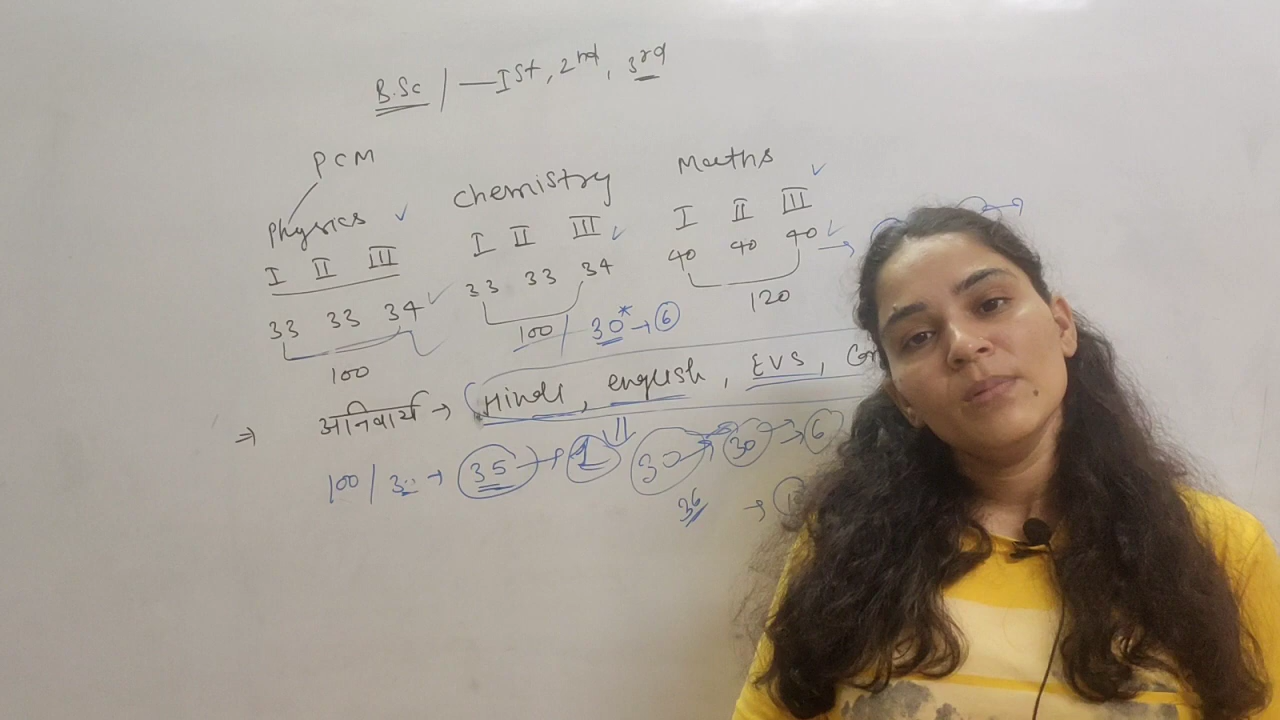 B.Sc / — Ist, 2nd, 3rd
PCM
Physics ✓
I II III
33 33 34 ✓
100
Chemistry
I II III ✓
33 33 34
100 / 30* → 6
Maths ✓
I II III
40 40 40 ✓ →
120
⇒ अनिवार्य → Hindi, english, EVS,
100 / → 35 → 1 30 → 30 → 6
36 →